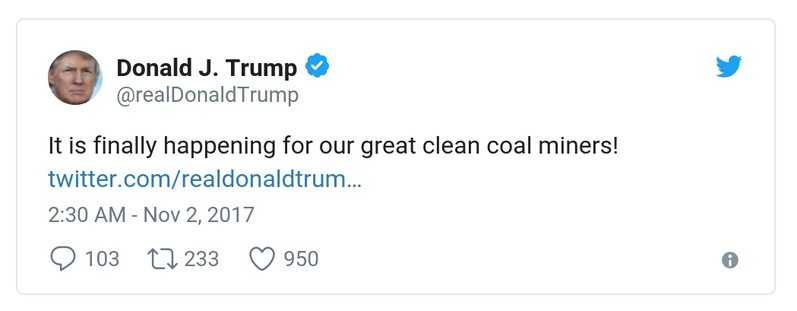 Donald J. Trump
@realDonaldTrump
It is finally happening for our great clean coal miners!
twitter.com/realdonaldtrum…
2:30 AM - Nov 2, 2017
103 233 950